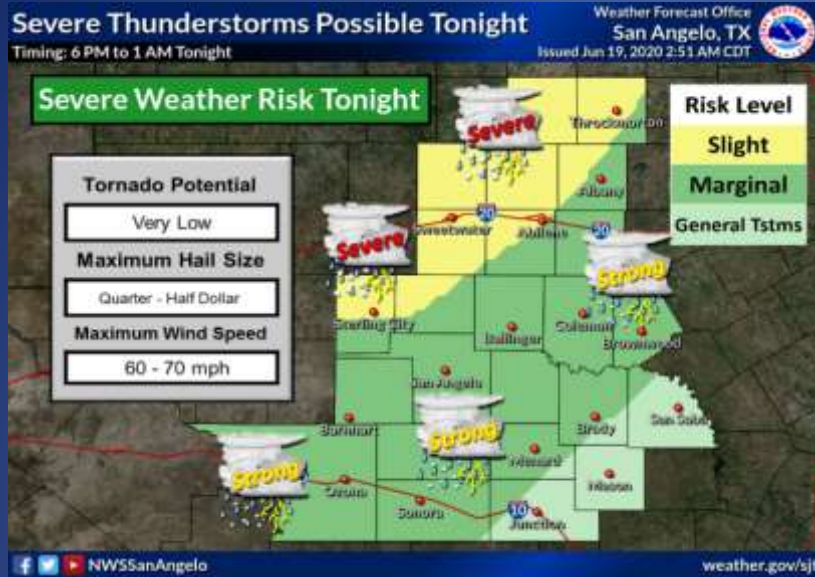 Severe Thunderstorms Possible Tonight
Timing: 6 PM to 1 AM Tonight
Weather Forecast Office
San Angelo, TX
Issued Jun 19, 2020 2:51 AM CDT
Severe Weather Risk Tonight
Risk Level
Slight
Marginal
General Tstms
Tornado Potential
Very Low
Maximum Hail Size
Quarter - Half Dollar
Maximum Wind Speed
60 - 70 mph
Severe
Throckmorton
Albany
Severe
Sweetwater
20
Abilene
20
Strong
Sterling City
Ballinger
Coleman
Brownwood
San Angelo
Barnhart
Strong
Brady
San Saba
Menard
Mason
Strong
Ozona
Sonora
10
Junction
NWSSanAngelo
weather.gov/sjt